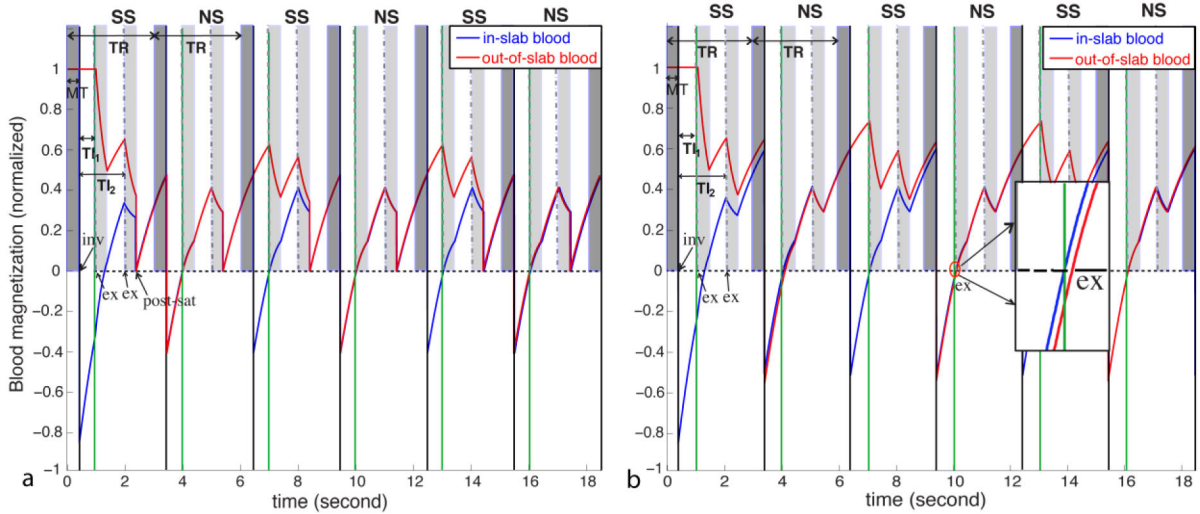 SS NS SS NS SS NS
TR TR
in-slab blood
out-of-slab blood
MT
TI1
TI2
inv
ex ex post-sat
1
0.8
0.6
0.4
0.2
0
−0.2
−0.4
−0.6
−0.8
−1
Blood magnetization (normalized)
0 2 4 6 8 10 12 14 16 18
time (second)
a
SS NS SS NS SS NS
TR TR
in-slab blood
out-of-slab blood
MT
TI1
TI2
inv
ex ex
ex
ex
1
0.8
0.6
0.4
0.2
0
−0.2
−0.4
−0.6
−0.8
−1
0 2 4 6 8 10 12 14 16 18
time (second)
b